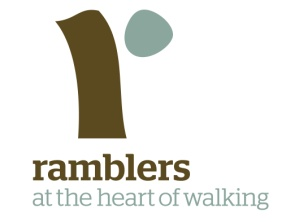 r
ramblers
at the heart of walking